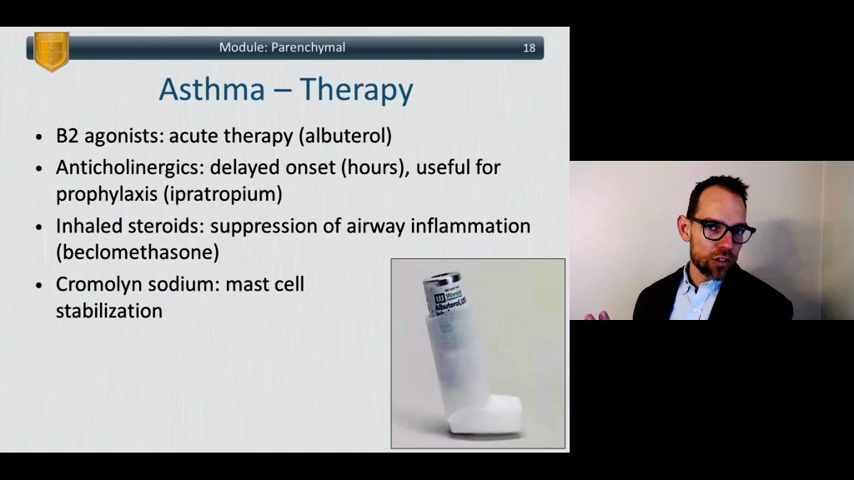 Module: Parenchymal
18
Asthma – Therapy
• B2 agonists: acute therapy (albuterol)
• Anticholinergics: delayed onset (hours), useful for
prophylaxis (ipratropium)
• Inhaled steroids: suppression of airway inflammation
(beclomethasone)
• Cromolyn sodium: mast cell
stabilization
Albuterol